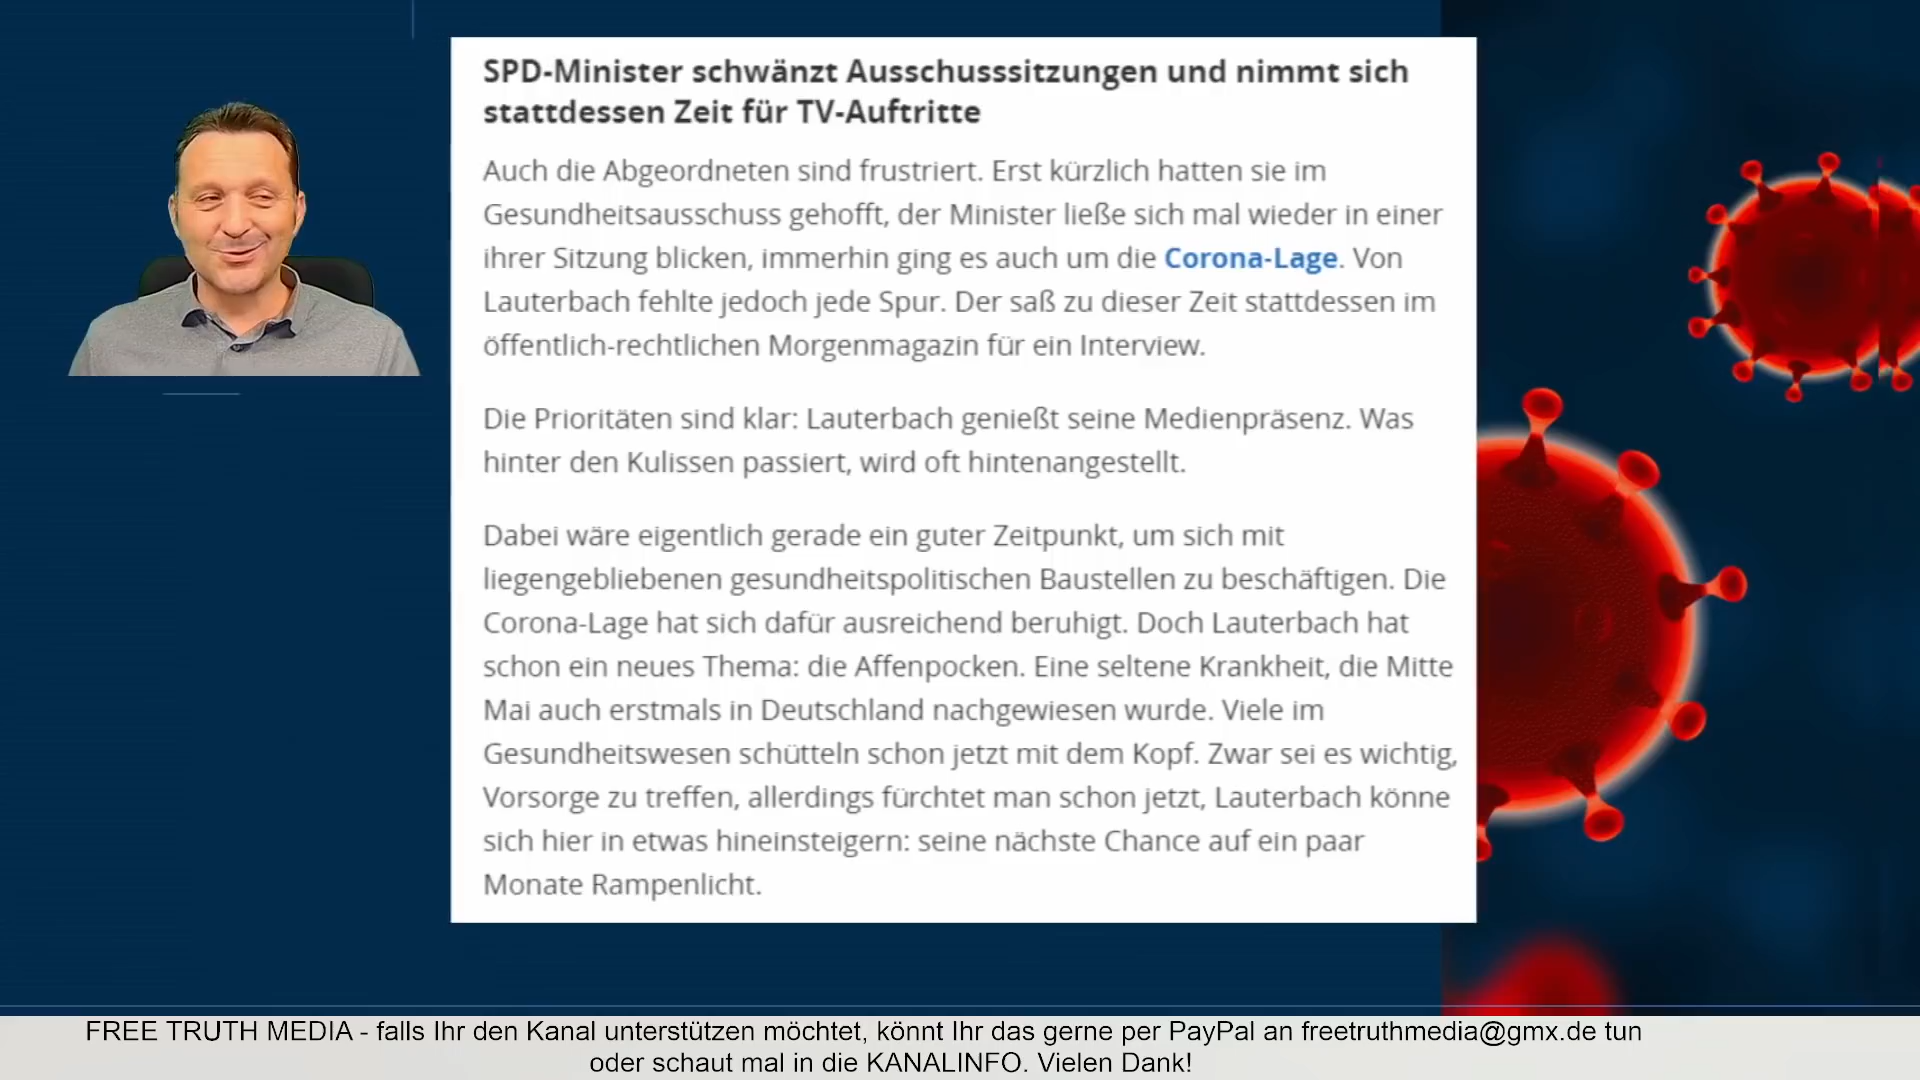 SPD-Minister schwänzt Ausschusssitzungen und nimmt sich
stattdessen Zeit für TV-Auftritte
Auch die Abgeordneten sind frustriert. Erst kürzlich hatten sie im
Gesundheitsausschuss gehofft, der Minister ließe sich mal wieder in einer
ihrer Sitzung blicken, immerhin ging es auch um die Corona-Lage. Von
Lauterbach fehlte jedoch jede Spur. Der saß zu dieser Zeit stattdessen im
öffentlich-rechtlichen Morgenmagazin für ein Interview.
Die Prioritäten sind klar: Lauterbach genießt seine Medienpräsenz. Was
hinter den Kulissen passiert, wird oft hintenangestellt.
Dabei wäre eigentlich gerade ein guter Zeitpunkt, um sich mit
liegengebliebenen gesundheitspolitischen Baustellen zu beschäftigen. Die
Corona-Lage hat sich dafür ausreichend beruhigt. Doch Lauterbach hat
schon ein neues Thema: die Affenpocken. Eine seltene Krankheit, die Mitte
Mai auch erstmals in Deutschland nachgewiesen wurde. Viele im
Gesundheitswesen schütteln schon jetzt mit dem Kopf. Zwar sei es wichtig,
Vorsorge zu treffen, allerdings fürchtet man schon jetzt, Lauterbach könne
sich hier in etwas hineinsteigern: seine nächste Chance auf ein paar
Monate Rampenlicht.
FREE TRUTH MEDIA - falls Ihr den Kanal unterstützen möchtet, könnt Ihr das gerne per PayPal an freetruthmedia@gmx.de tun
oder schaut mal in die KANALINFO. Vielen Dank!